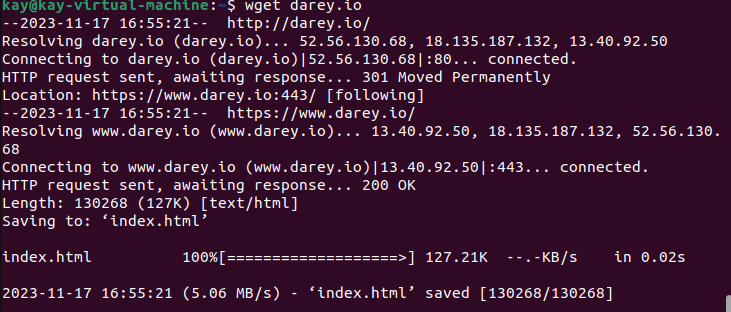 kay@kay-virtual-machine:~$ wget darey.io
--2023-11-17 16:55:21--  http://darey.io/
Resolving darey.io (darey.io)... 52.56.130.68, 18.135.187.132, 13.40.92.50
Connecting to darey.io (darey.io)|52.56.130.68|:80... connected.
HTTP request sent, awaiting response... 301 Moved Permanently
Location: https://www.darey.io:443/ [following]
--2023-11-17 16:55:21--  https://www.darey.io/
Resolving www.darey.io (www.darey.io)... 13.40.92.50, 18.135.187.132, 52.56.130.
68
Connecting to www.darey.io (www.darey.io)|13.40.92.50|:443... connected.
HTTP request sent, awaiting response... 200 OK
Length: 130268 (127K) [text/html]
Saving to: ‘index.html’
index.html          100%[===================>] 127.21K  --.-KB/s    in 0.02s
2023-11-17 16:55:21 (5.06 MB/s) - ‘index.html’ saved [130268/130268]